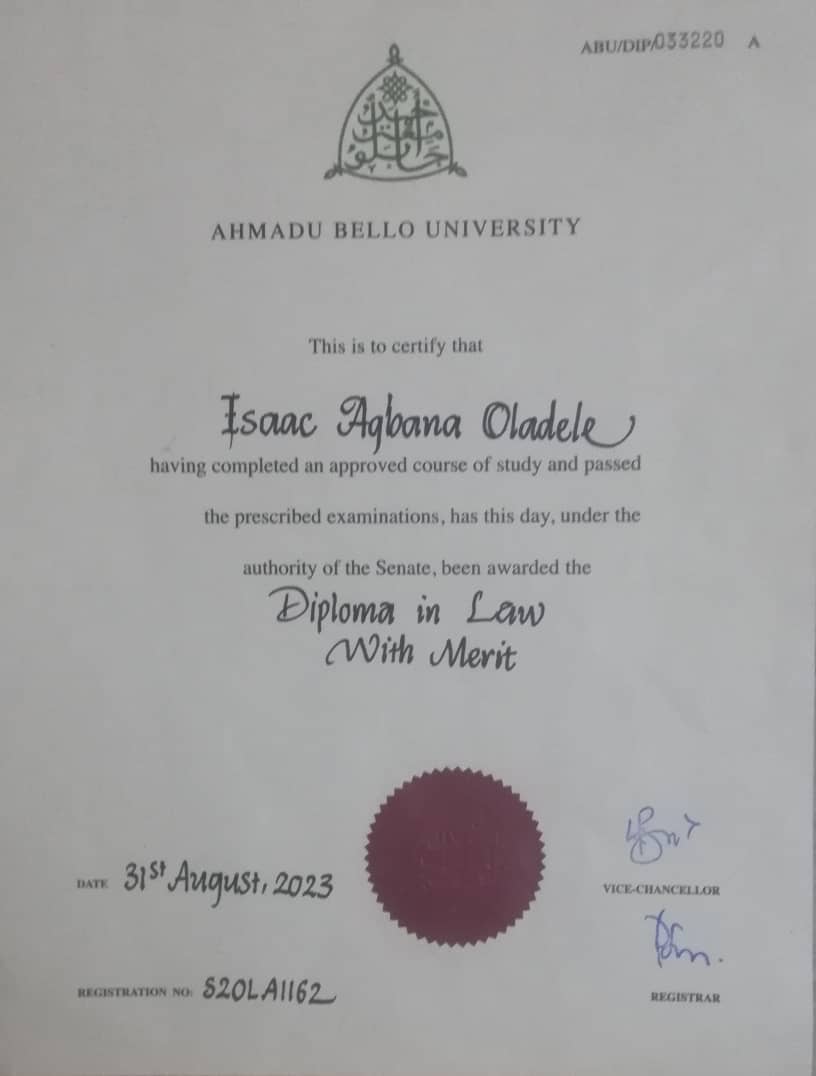 ABU/DIP/033220 A
AHMADU BELLO UNIVERSITY
This is to certify that
Isaac Agbana Oladele
having completed an approved course of study and passed
the prescribed examinations, has this day, under the
authority of the Senate, been awarded the
Diploma in Law
With Merit
DATE 31st August, 2023
VICE-CHANCELLOR
REGISTRATION NO: S20LA1162
REGISTRAR